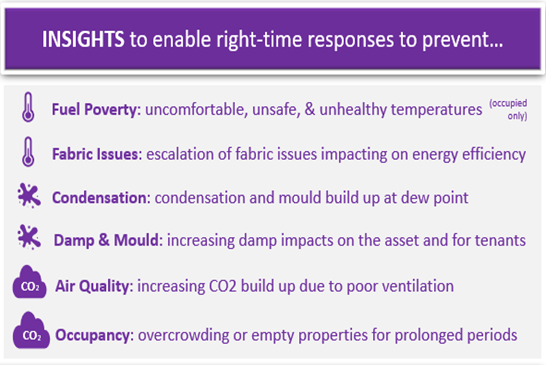 INSIGHTS to enable right-time responses to prevent...
Fuel Poverty: uncomfortable, unsafe, & unhealthy temperatures (occupied only)
Fabric Issues: escalation of fabric issues impacting on energy efficiency
Condensation: condensation and mould build up at dew point
Damp & Mould: increasing damp impacts on the asset and for tenants
CO2 Air Quality: increasing CO2 build up due to poor ventilation
CO2 Occupancy: overcrowding or empty properties for prolonged periods